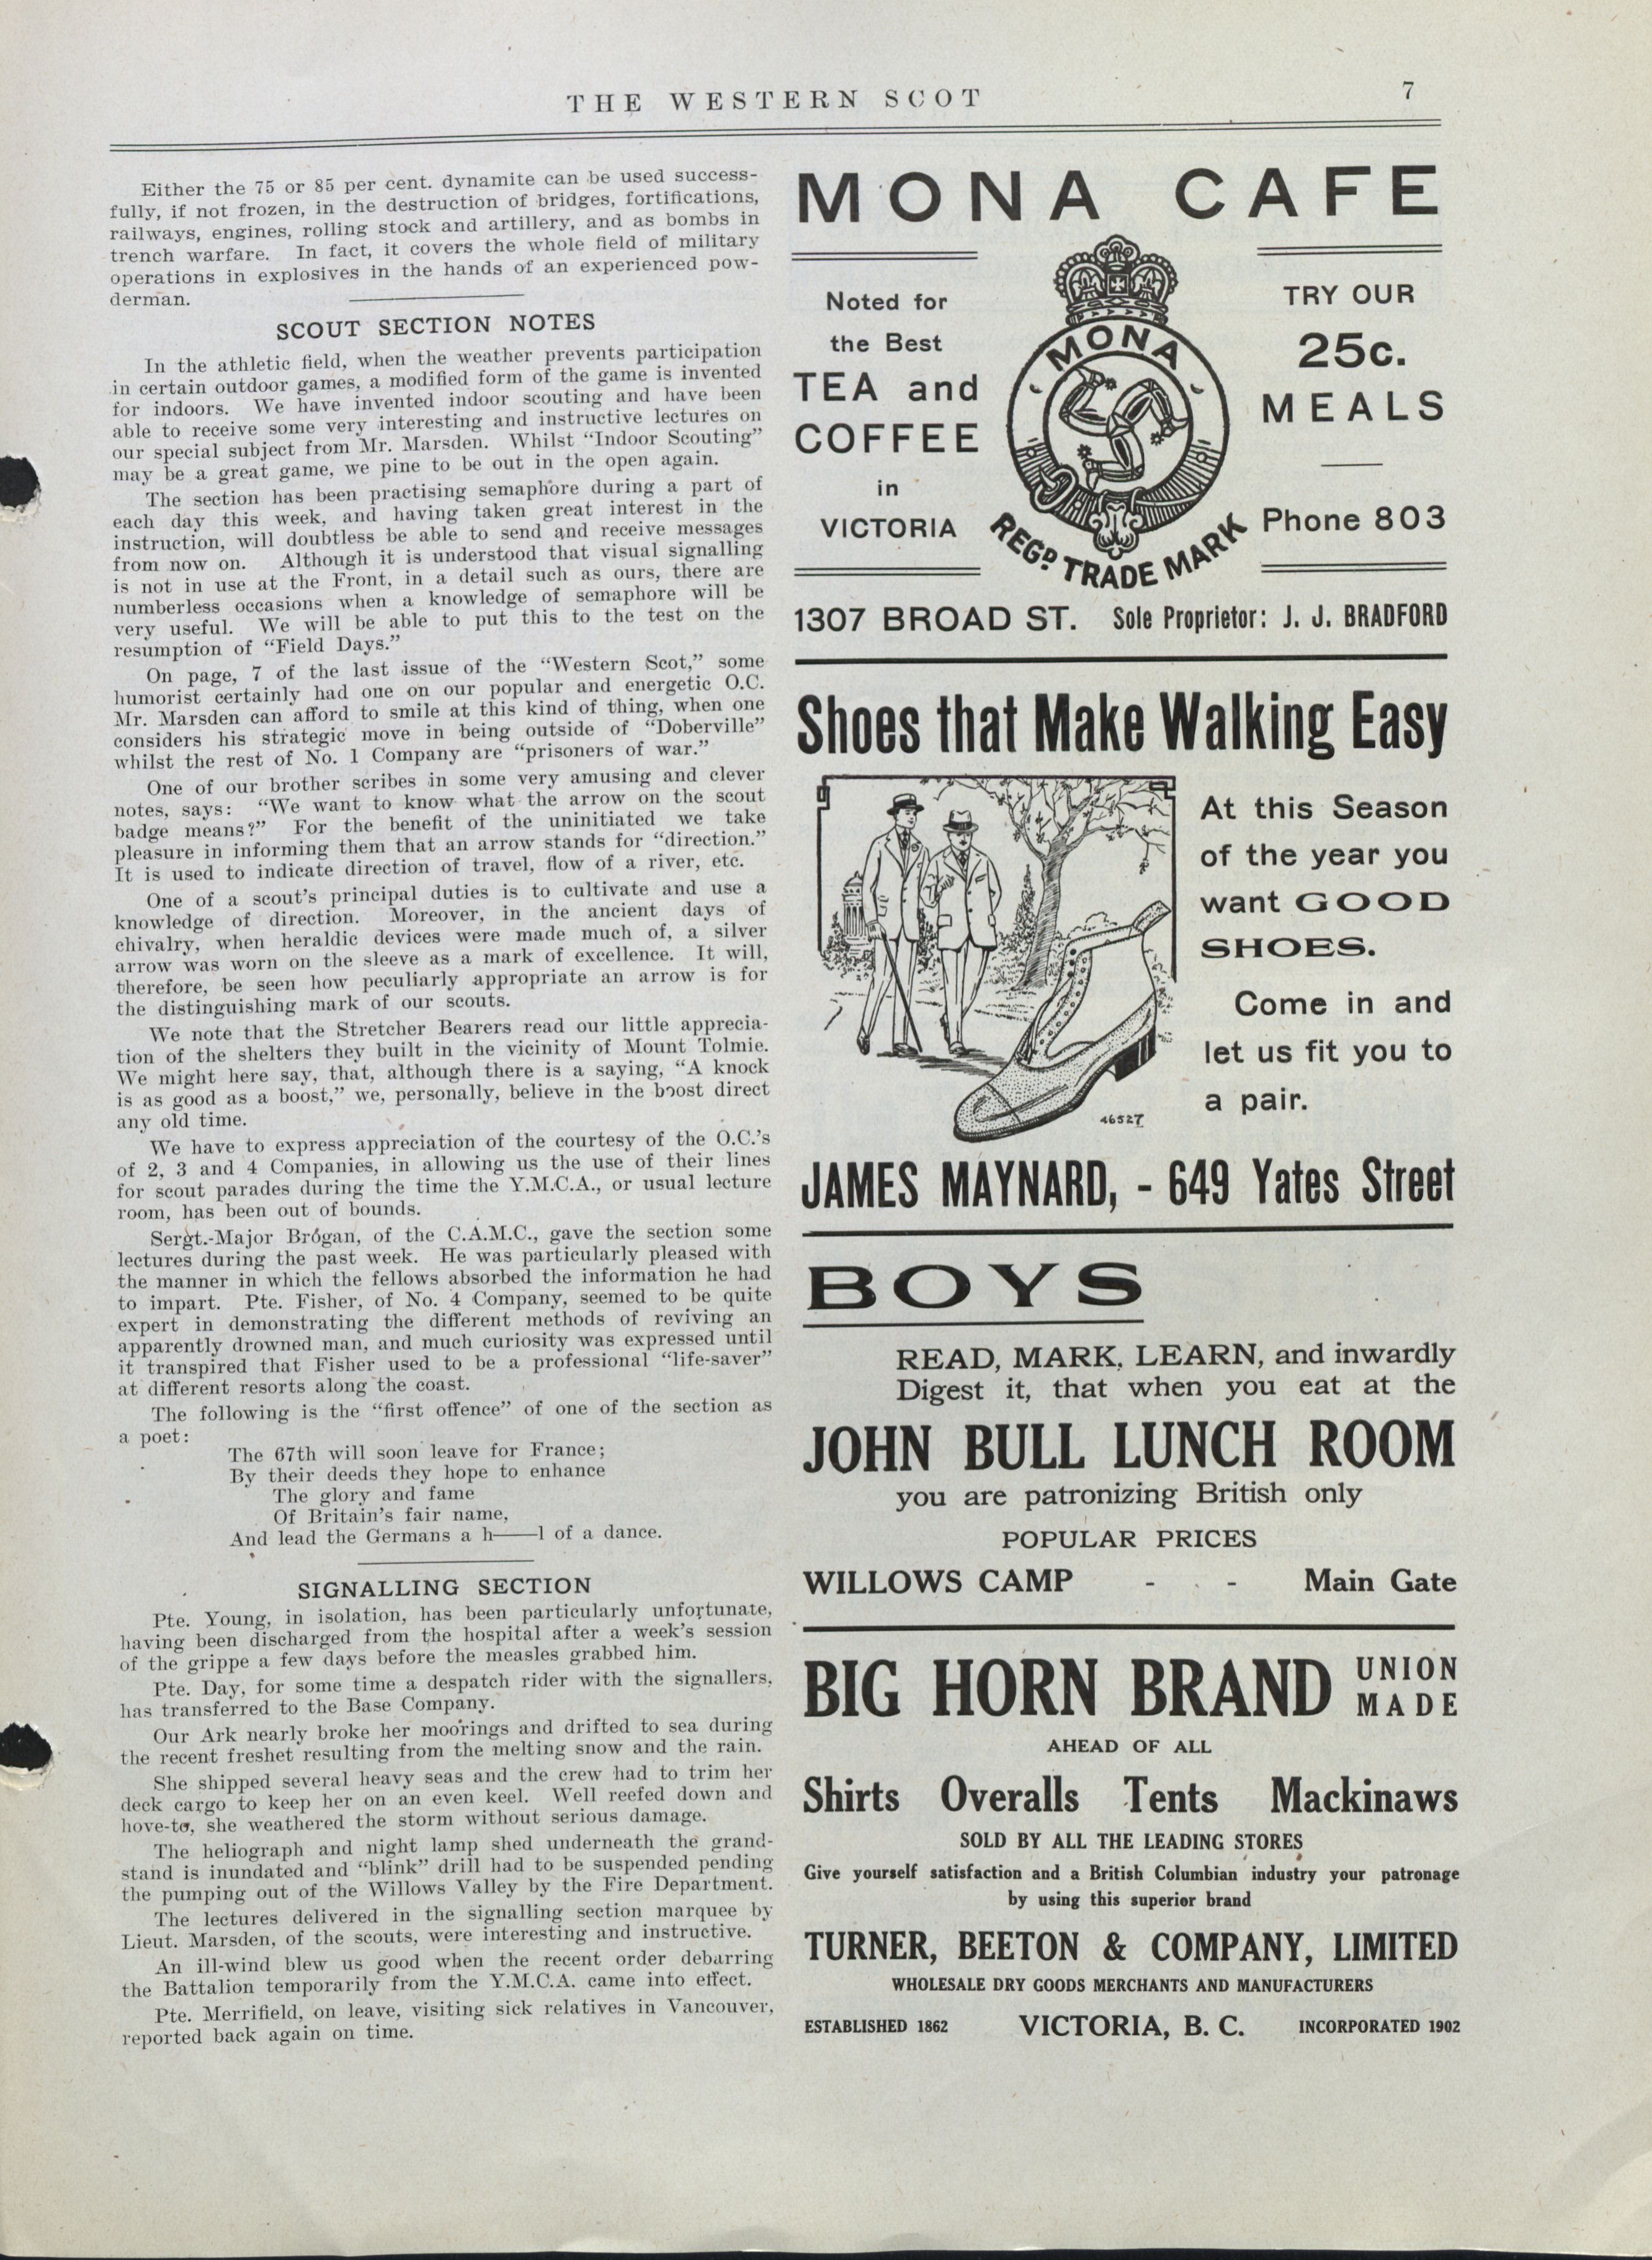 THE WESTERN SCOT
7
Either the 75 or 85 per cent. dynamite can be used success-
fully, if not frozen, in the destruction of bridges, fortifications,
railways, engines, rolling stock and artillery, and as bombs in
trench warfare. In fact, it covers the whole field of military
operations in explosives in the hands of an experienced pow-
derman.
SCOUT SECTION NOTES
In the athletic field, when the weather prevents participation
in certain outdoor games, a modified form of the game is invented
for indoors. We have invented indoor scouting and have been
able to receive some very interesting and instructive lectures on
our special subject from Mr. Marsden. Whilst “Indoor Scouting”
may be a great game, we pine to be out in the open again.
The section has been practising semaphore during a part of
each day this week, and having taken great interest in the
instruction, will doubtless be able to send and receive messages
from now on. Although it is understood that visual signalling
is not in use at the Front, in a detail such as ours, there are
numberless occasions when a knowledge of semaphore will be
very useful. We will be able to put this to the test on the
resumption of “Field Days.”
On page, 7 of the last issue of the “Western Scot,” some
humorist certainly had one on our popular and energetic O.C.
Mr. Marsden can afford to smile at this kind of thing, when one
considers his strategic move in being outside of “Doberville”
whilst the rest of No. 1 Company are “prisoners of war.”
One of our brother scribes in some very amusing and clever
notes, says: “We want to know what the arrow on the scout
badge means?” For the benefit of the uninitiated we take
pleasure in informing them that an arrow stands for “direction.”
It is used to indicate direction of travel, flow of a river, etc.
One of a scout's principal duties is to cultivate and use a
knowledge of direction. Moreover, in the ancient days of
chivalry, when heraldic devices were made much of, a silver
arrow was worn on the sleeve as a mark of excellence. It will,
therefore, be seen how peculiarly appropriate an arrow is for
the distinguishing mark of our scouts.
We note that the Stretcher Bearers read our little apprecia-
tion of the shelters they built in the vicinity of Mount Tolmie.
We might here say, that, although there is a saying, “A knock
is as good as a boost,” we, personally, believe in the boost direct
any old time.
We have to express appreciation of the courtesy of the O.C.'s
of 2, 3 and 4 Companies, in allowing us the use of their lines
for scout parades during the time the Y.M.C.A., or usual lecture
room, has been out of bounds.
Sergt.-Major Brógan, of the C.A.M.C., gave the section some
lectures during the past week. He was particularly pleased with
the manner in which the fellows absorbed the information he had
to impart. Pte. Fisher, of No. 4 Company, seemed to be quite
expert in demonstrating the different methods of reviving an
apparently drowned man, and much curiosity was expressed until
it transpired that Fisher used to be a professional “life-saver”
at different resorts along the coast.
The following is the “first offence” of one of the section as
a poet:
The 67th will soon leave for France;
By their deeds they hope to enhance
The glory and fame
Of Britain's fair name,
And lead the Germans a h——l of a dance.
SIGNALLING SECTION
Pte. Young, in isolation, has been particularly unfortunate,
having been discharged from the hospital after a week's session
of the grippe a few days before the measles grabbed him.
Pte. Day, for some time a despatch rider with the signallers,
has transferred to the Base Company.
Our Ark nearly broke her moorings and drifted to sea during
the recent freshet resulting from the melting snow and the rain.
She shipped several heavy seas and the crew had to trim her
deck cargo to keep her on an even keel. Well reefed down and
hove-to, she weathered the storm without serious damage.
The heliograph and night lamp shed underneath the grand-
stand is inundated and “blink” drill had to be suspended pending
the pumping out of the Willows Valley by the Fire Department.
The lectures delivered in the signalling section marquee by
Lieut. Marsden, of the scouts, were interesting and instructive.
An ill-wind blew us good when the recent order debarring
the Battalion temporarily from the Y.M.C.A. came into effect.
Pte. Merrifield, on leave, visiting sick relatives in Vancouver,
reported back again on time.
MONA CAFE
Noted for
the Best
TEA and
COFFEE
in
VICTORIA
MONA
REGD. TRADE MARK
TRY OUR
25c.
MEALS
Phone 803
1307 BROAD ST. Sole Proprietor: J. J. BRADFORD
Shoes that Make Walking Easy
At this Season
of the year you
want GOOD
SHOES.
Come in and
let us fit you to
a pair.
46527
JAMES MAYNARD, - 649 Yates Street
BOYS
READ, MARK, LEARN, and inwardly
Digest it, that when you eat at the
JOHN BULL LUNCH ROOM
you are patronizing British only
POPULAR PRICES
WILLOWS CAMP - - Main Gate
BIG HORN BRAND UNION
MADE
AHEAD OF ALL
Shirts Overalls Tents Mackinaws
SOLD BY ALL THE LEADING STORES
Give yourself satisfaction and a British Columbian industry your patronage
by using this superior brand
TURNER, BEETON & COMPANY, LIMITED
WHOLESALE DRY GOODS MERCHANTS AND MANUFACTURERS
ESTABLISHED 1862 VICTORIA, B. C. INCORPORATED 1902